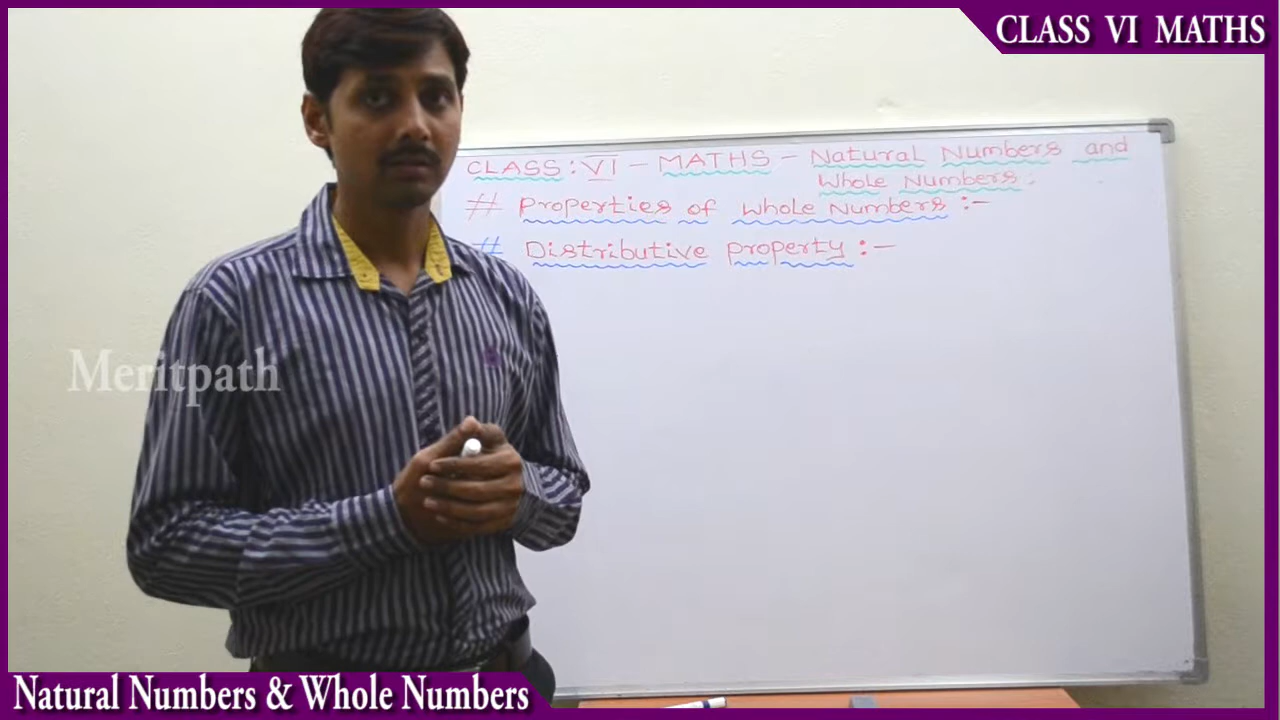 CLASS VI MATHS
CLASS : VI - MATHS - Natural Numbers and
Whole Numbers :
# Properties of Whole Numbers :-
# Distributive property :-
Meritpath
Natural Numbers & Whole Numbers